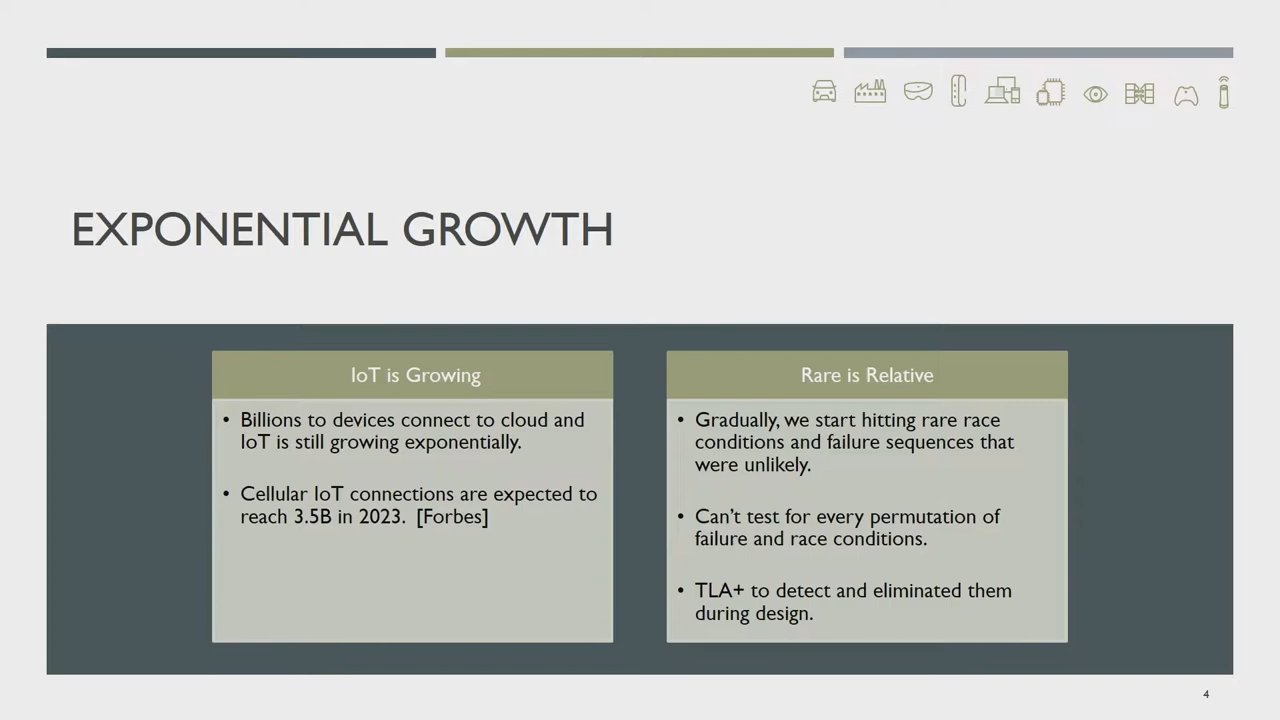 EXPONENTIAL GROWTH
IoT is Growing
• Billions to devices connect to cloud and
IoT is still growing exponentially.
• Cellular IoT connections are expected to
reach 3.5B in 2023. [Forbes]
Rare is Relative
• Gradually, we start hitting rare race
conditions and failure sequences that
were unlikely.
• Can't test for every permutation of
failure and race conditions.
• TLA+ to detect and eliminated them
during design.
4